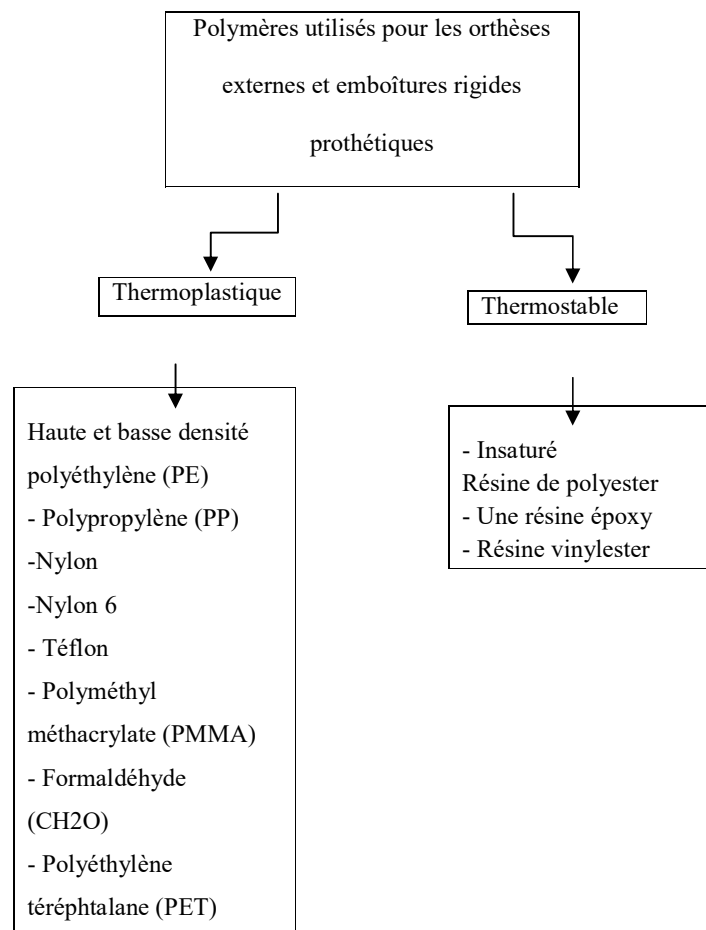 Polymères utilisés pour les orthèses
externes et emboîtures rigides
prothétiques
Thermoplastique
Thermostable
Haute et basse densité
polyéthylène (PE)
- Polypropylène (PP)
-Nylon
-Nylon 6
- Téflon
- Polyméthyl
méthacrylate (PMMA)
- Formaldéhyde
(CH2O)
- Polyéthylène
téréphtalane (PET)
- Insaturé
Résine de polyester
- Une résine époxy
- Résine vinylester